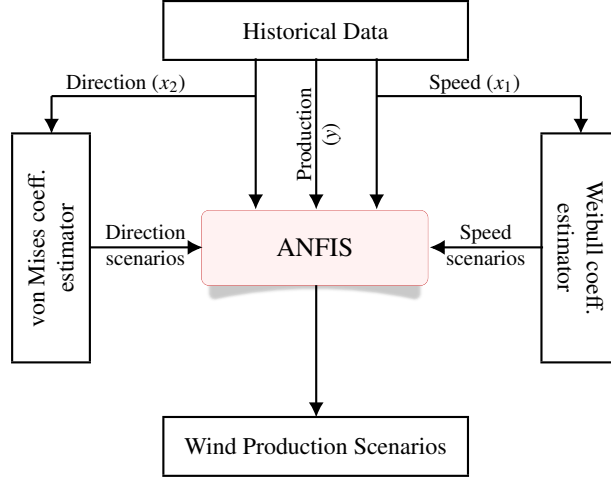 Historical Data
Direction (x₂)
Speed (x₁)
Production
(y)
von Mises coeff.
estimator
Direction
scenarios
ANFIS
Speed
scenarios
Weibull coeff.
estimator
Wind Production Scenarios